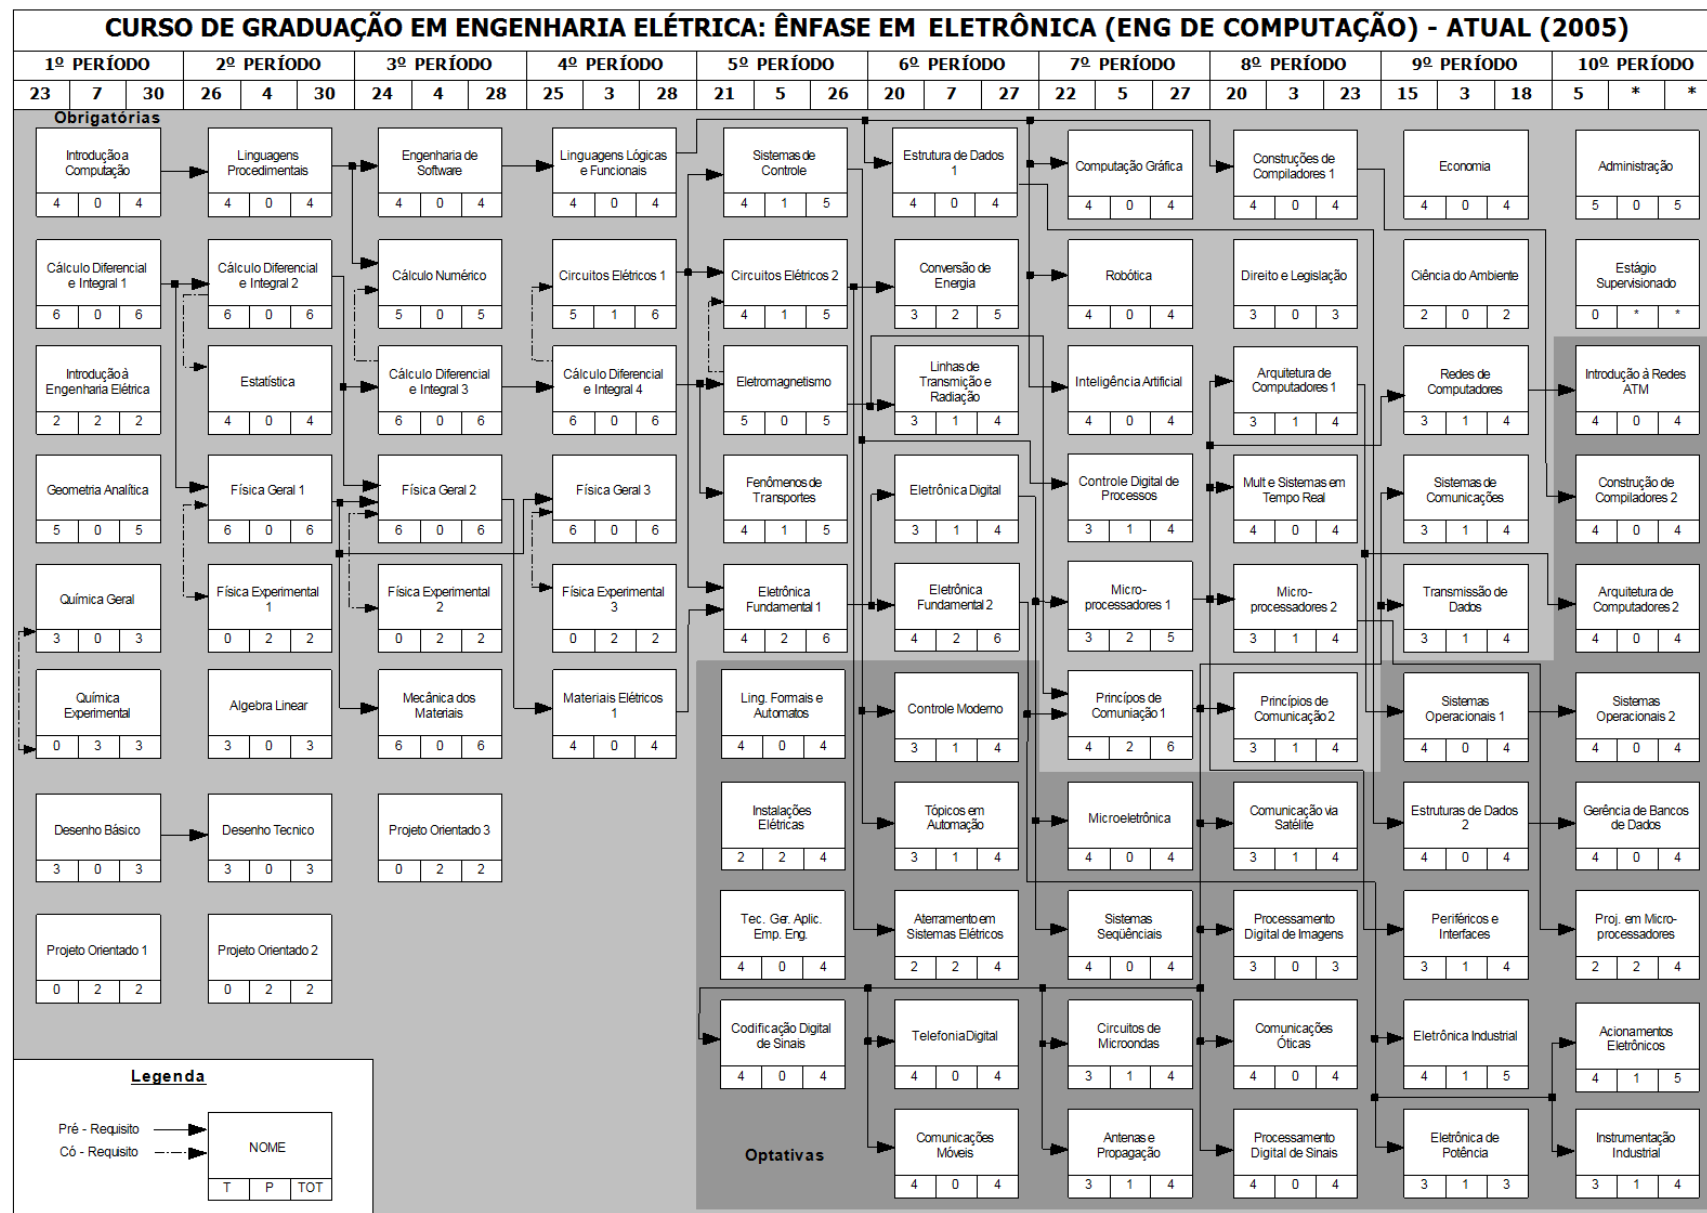 CURSO DE GRADUAÇÃO EM ENGENHARIA ELÉTRICA: ÊNFASE EM ELETRÔNICA (ENG DE COMPUTAÇÃO) - ATUAL (2005)
1º PERÍODO 2º PERÍODO 3º PERÍODO 4º PERÍODO 5º PERÍODO 6º PERÍODO 7º PERÍODO 8º PERÍODO 9º PERÍODO 10º PERÍODO
23 7 30 26 4 30 24 4 28 25 3 28 21 5 26 20 7 27 22 5 27 20 3 23 15 3 18 5 * *
Obrigatórias
Introdução a
Computação
4 0 4
Linguagens
Procedimentais
4 0 4
Engenharia de
Software
4 0 4
Linguagens Lógicas
e Funcionais
4 0 4
Sistemas de
Controle
4 1 5
Estrutura de Dados
1
4 0 4
Computação Gráfica
4 0 4
Construções de
Compiladores 1
4 0 4
Economia
4 0 4
Administração
5 0 5
Cálculo Diferencial
e Integral 1
6 0 6
Cálculo Diferencial
e Integral 2
6 0 6
Cálculo Numérico
5 0 5
Circuitos Elétricos 1
5 1 6
Circuitos Elétricos 2
4 1 5
Conversão de
Energia
3 2 5
Robótica
4 0 4
Direito e Legislação
3 0 3
Ciência do Ambiente
2 0 2
Estágio
Supervisionado
0 * *
Introdução à
Engenharia Elétrica
2 2 2
Estatística
4 0 4
Cálculo Diferencial
e Integral 3
6 0 6
Cálculo Diferencial
e Integral 4
6 0 6
Eletromagnetismo
5 0 5
Linhas de
Transmição e
Radiação
3 1 4
Inteligência Artificial
4 0 4
Arquitetura de
Computadores 1
3 1 4
Redes de
Computadores
3 1 4
Introdução à Redes
ATM
4 0 4
Geometria Analítica
5 0 5
Física Geral 1
6 0 6
Física Geral 2
6 0 6
Física Geral 3
6 0 6
Fenômenos de
Transportes
4 1 5
Eletrônica Digital
3 1 4
Controle Digital de
Processos
3 1 4
Mult e Sistemas em
Tempo Real
4 0 4
Sistemas de
Comunicações
3 1 4
Construção de
Compiladores 2
4 0 4
Química Geral
3 0 3
Física Experimental
1
0 2 2
Física Experimental
2
0 2 2
Física Experimental
3
0 2 2
Eletrônica
Fundamental 1
4 2 6
Eletrônica
Fundamental 2
4 2 6
Micro-
processadores 1
3 2 5
Micro-
processadores 2
3 1 4
Transmissão de
Dados
3 1 4
Arquitetura de
Computadores 2
4 0 4
Química
Experimental
0 3 3
Algebra Linear
3 0 3
Mecânica dos
Materiais
6 0 6
Materiais Elétricos
1
4 0 4
Ling. Formais e
Automatos
4 0 4
Controle Moderno
3 1 4
Princípos de
Comuniação 1
4 2 6
Princípios de
Comunicação 2
3 1 4
Sistemas
Operacionais 1
4 0 4
Sistemas
Operacionais 2
4 0 4
Desenho Básico
3 0 3
Desenho Tecnico
3 0 3
Projeto Orientado 3
0 2 2
Instalações
Elétricas
2 2 4
Tópicos em
Automação
3 1 4
Microeletrônica
4 0 4
Comunicação via
Satélite
3 1 4
Estruturas de Dados
2
4 0 4
Gerência de Bancos
de Dados
4 0 4
Projeto Orientado 1
0 2 2
Projeto Orientado 2
0 2 2
Tec. Ger. Aplic.
Emp. Eng.
4 0 4
Aterramento em
Sistemas Elétricos
2 2 4
Sistemas
Seqüênciais
4 0 4
Processamento
Digital de Imagens
3 0 3
Periféricos e
Interfaces
3 1 4
Proj. em Micro-
processadores
2 2 4
Codificação Digital
de Sinais
4 0 4
Telefonia Digital
4 0 4
Circuitos de
Microondas
3 1 4
Comunicações
Óticas
4 0 4
Eletrônica Industrial
4 1 5
Acionamentos
Eletrônicos
4 1 5
Optativas
Comunicações
Móveis
4 0 4
Antenas e
Propagação
3 1 4
Processamento
Digital de Sinais
4 0 4
Eletrônica de
Potência
3 1 3
Instrumentação
Industrial
3 1 4
Legenda
Pré - Requisito
Có - Requisito
NOME
T P TOT